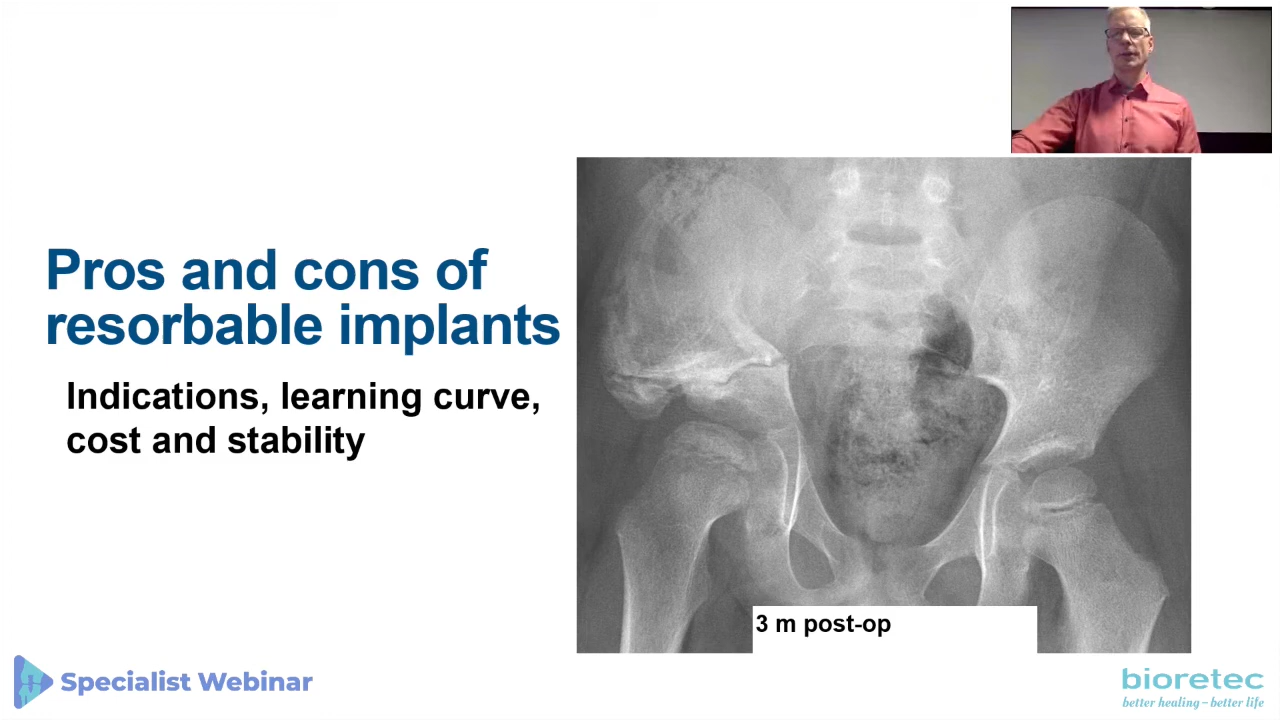 Pros and cons of
resorbable implants
Indications, learning curve,
cost and stability
3 m post-op
Specialist Webinar
bioretec
better healing – better life